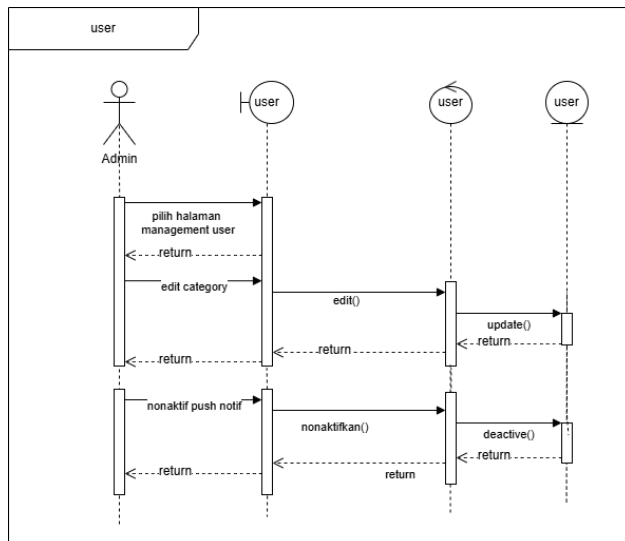 user
user
user
user
Admin
pilih halaman
management user
return
edit category
edit()
update()
return
return
return
nonaktif push notif
nonaktifkan()
deactive()
return
return
return